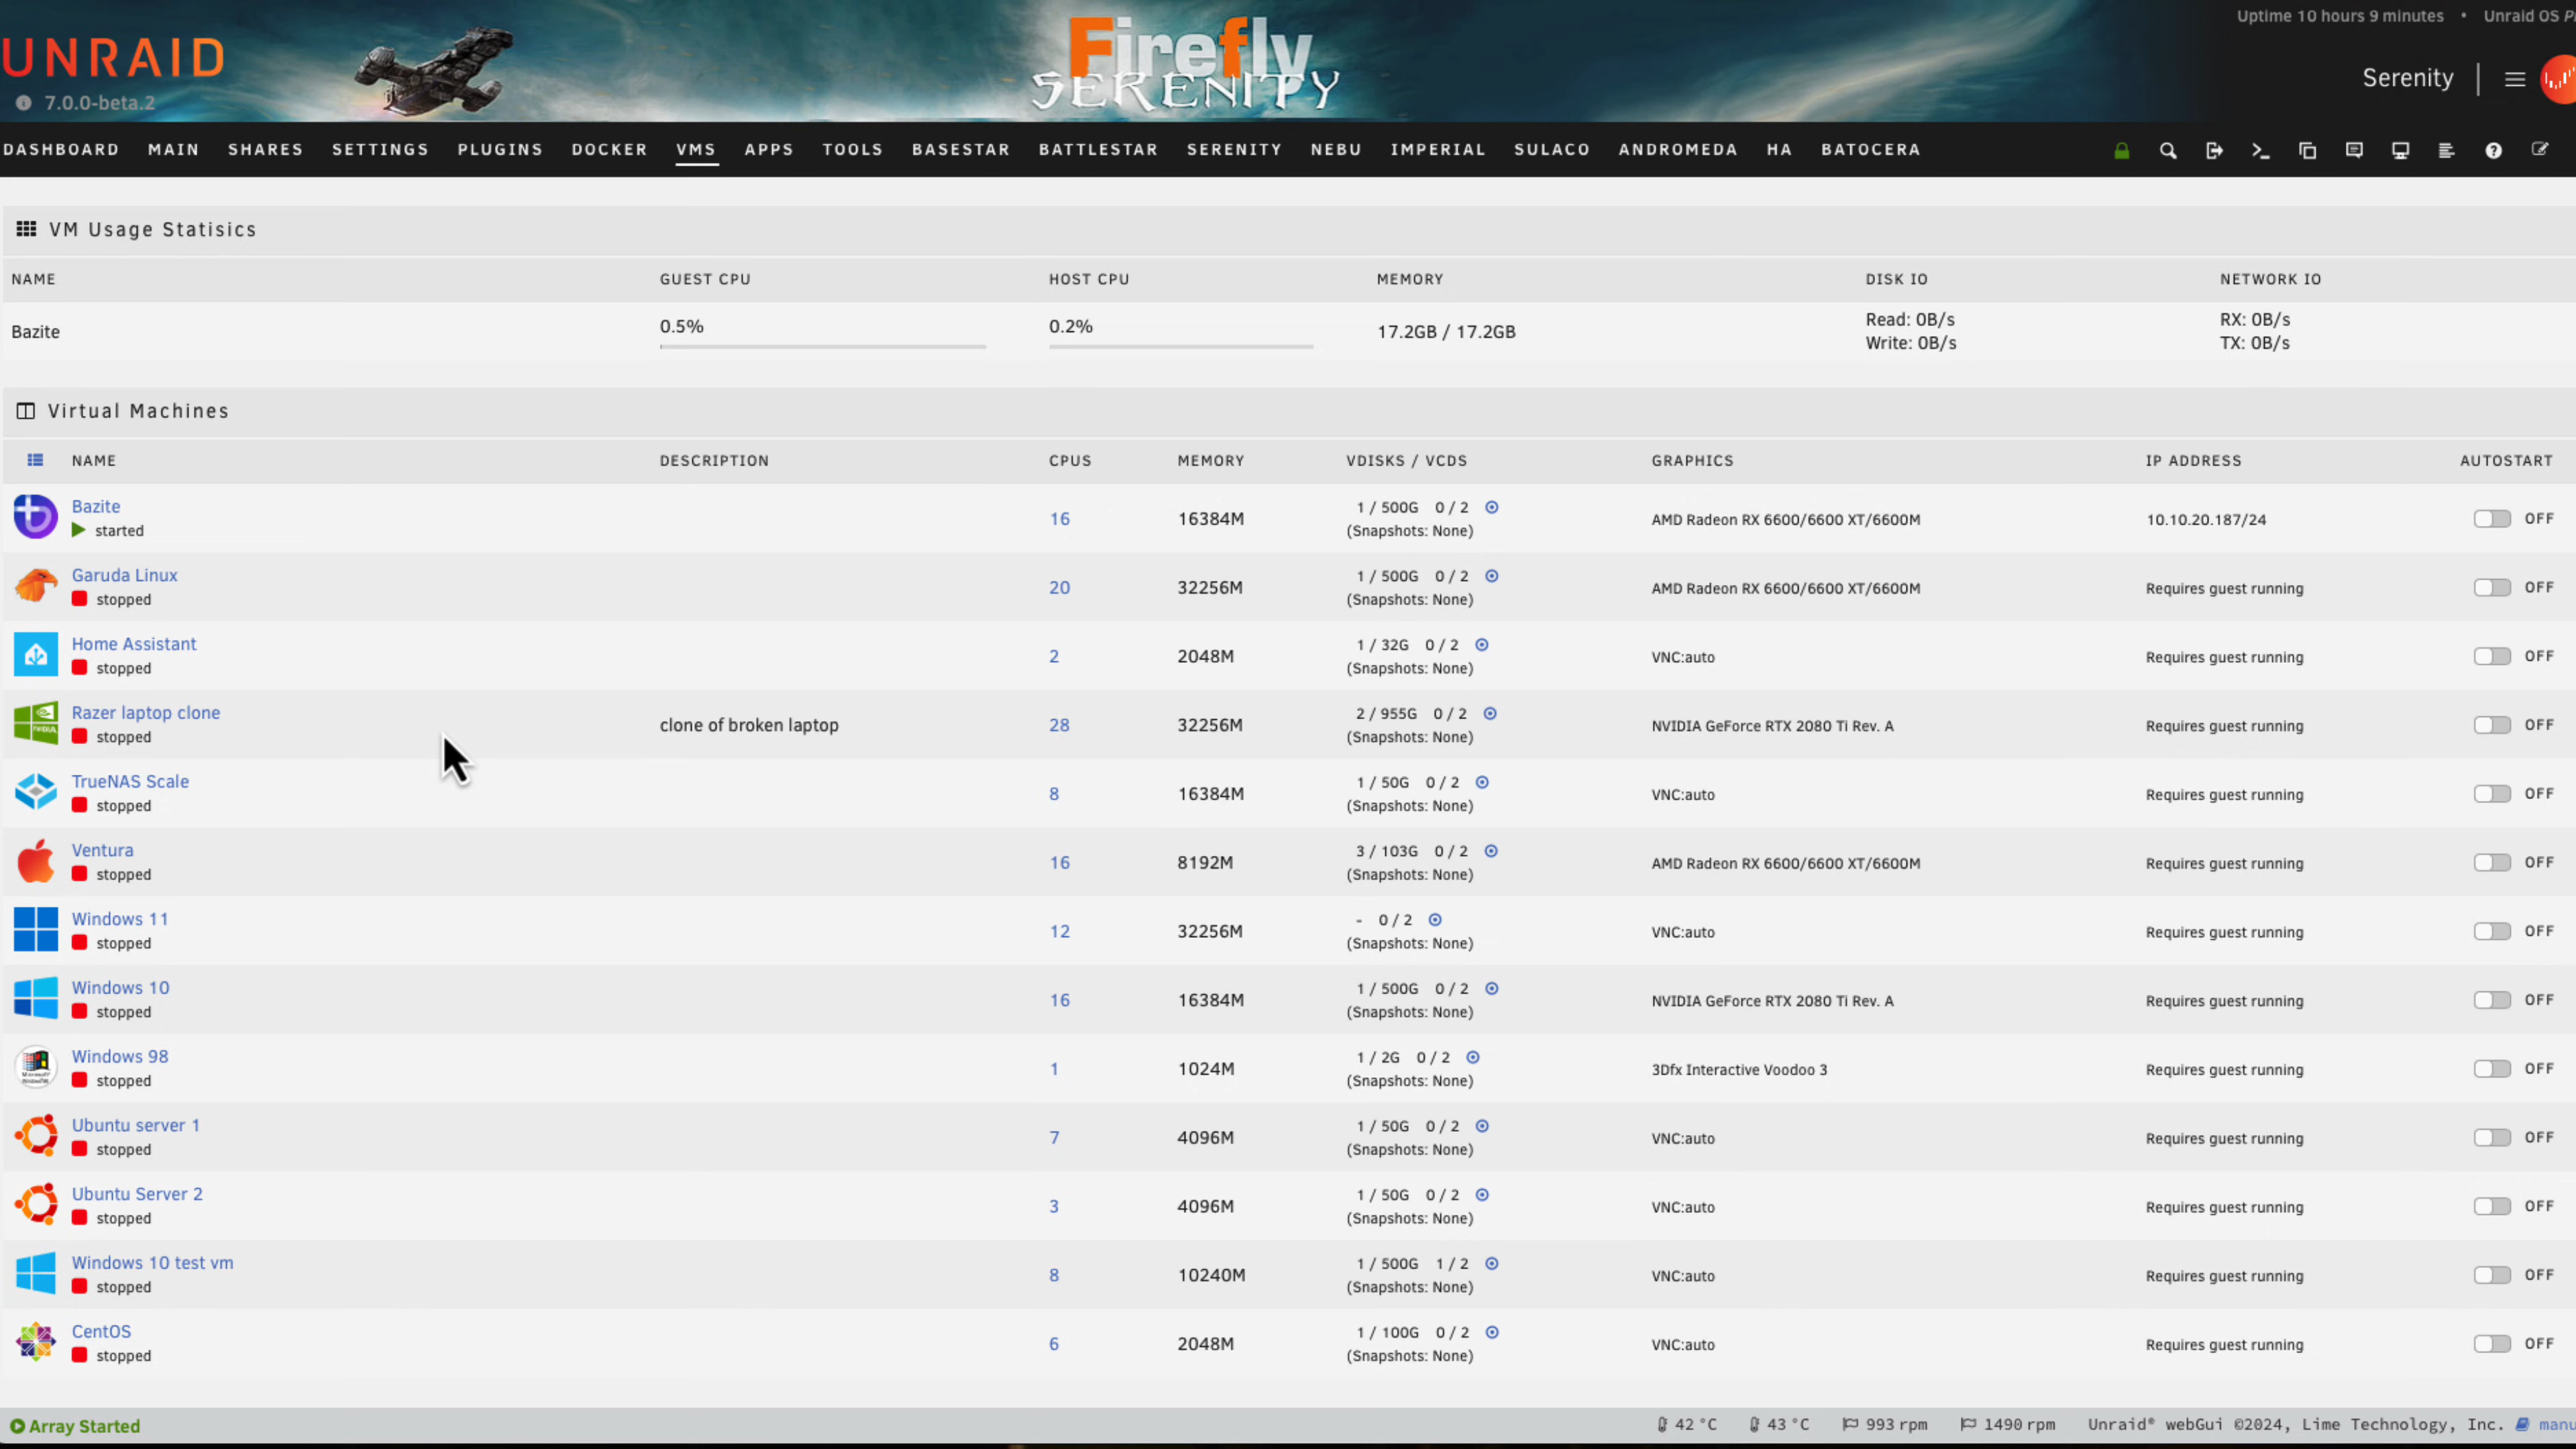 Uptime 10 hours 9 minutes • Unraid OS P
UNRAID
7.0.0-beta.2
Firefly
SERENITY
Serenity
DASHBOARD MAIN SHARES SETTINGS PLUGINS DOCKER VMS APPS TOOLS BASESTAR BATTLESTAR SERENITY NEBU IMPERIAL SULACO ANDROMEDA HA BATOCERA
VM Usage Statisics
NAME GUEST CPU HOST CPU MEMORY DISK IO NETWORK IO
Bazite 0.5% 0.2% 17.2GB / 17.2GB Read: 0B/s RX: 0B/s
Write: 0B/s TX: 0B/s
Virtual Machines
NAME DESCRIPTION CPUS MEMORY VDISKS / VCDS GRAPHICS IP ADDRESS AUTOSTART
Bazite 16 16384M 1 / 500G 0 / 2 AMD Radeon RX 6600/6600 XT/6600M 10.10.20.187/24 OFF
started (Snapshots: None)
Garuda Linux 20 32256M 1 / 500G 0 / 2 AMD Radeon RX 6600/6600 XT/6600M Requires guest running OFF
stopped (Snapshots: None)
Home Assistant 2 2048M 1 / 32G 0 / 2 VNC:auto Requires guest running OFF
stopped (Snapshots: None)
Razer laptop clone clone of broken laptop 28 32256M 2 / 955G 0 / 2 NVIDIA GeForce RTX 2080 Ti Rev. A Requires guest running OFF
stopped (Snapshots: None)
TrueNAS Scale 8 16384M 1 / 50G 0 / 2 VNC:auto Requires guest running OFF
stopped (Snapshots: None)
Ventura 16 8192M 3 / 103G 0 / 2 AMD Radeon RX 6600/6600 XT/6600M Requires guest running OFF
stopped (Snapshots: None)
Windows 11 12 32256M - 0 / 2 VNC:auto Requires guest running OFF
stopped (Snapshots: None)
Windows 10 16 16384M 1 / 500G 0 / 2 NVIDIA GeForce RTX 2080 Ti Rev. A Requires guest running OFF
stopped (Snapshots: None)
Windows 98 1 1024M 1 / 2G 0 / 2 3Dfx Interactive Voodoo 3 Requires guest running OFF
stopped (Snapshots: None)
Ubuntu server 1 7 4096M 1 / 50G 0 / 2 VNC:auto Requires guest running OFF
stopped (Snapshots: None)
Ubuntu Server 2 3 4096M 1 / 50G 0 / 2 VNC:auto Requires guest running OFF
stopped (Snapshots: None)
Windows 10 test vm 8 10240M 1 / 500G 1 / 2 VNC:auto Requires guest running OFF
stopped (Snapshots: None)
CentOS 6 2048M 1 / 100G 0 / 2 VNC:auto Requires guest running OFF
stopped (Snapshots: None)
Array Started 42 °C 43 °C 993 rpm 1490 rpm Unraid® webGui ©2024, Lime Technology, Inc. manu